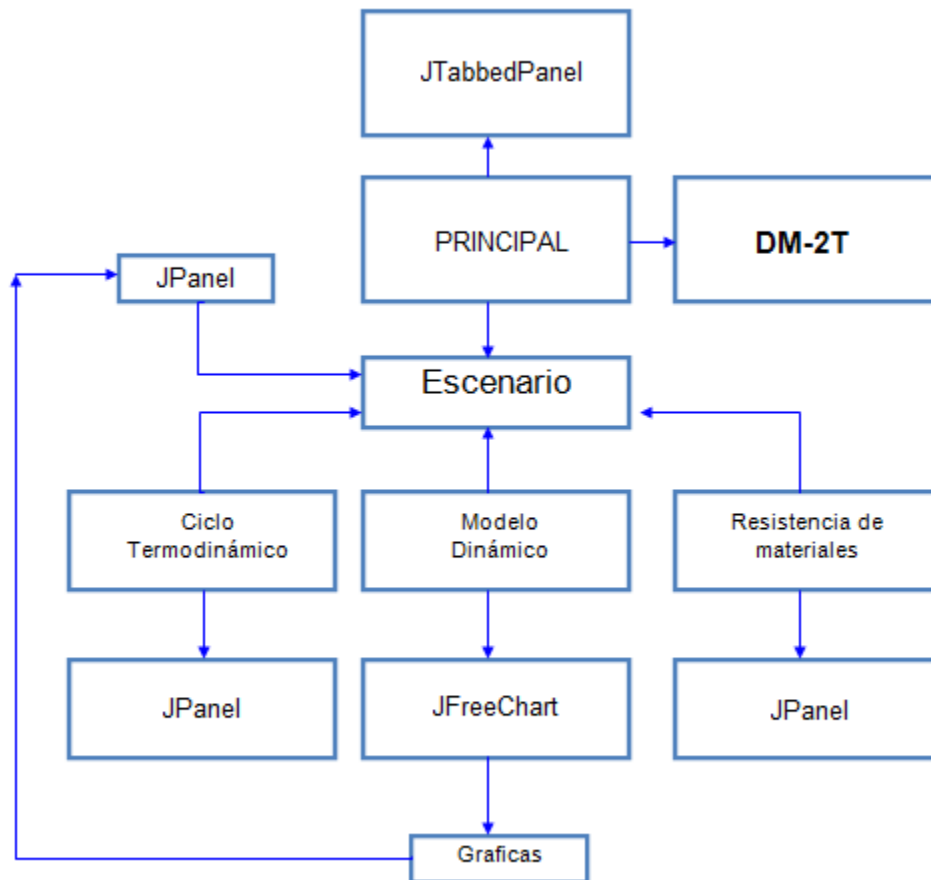 JTabbedPanel
PRINCIPAL
DM-2T
JPanel
Escenario
Ciclo
Termodinámico
Modelo
Dinámico
Resistencia de
materiales
JPanel
JFreeChart
JPanel
Graficas